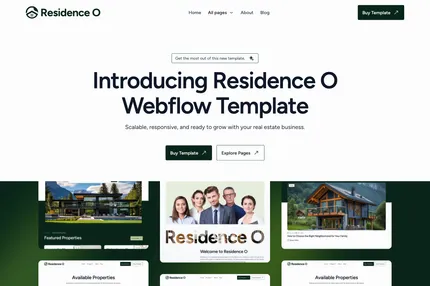 Residence O
Home
All pages
About
Blog
Buy Template
Get the most out of this new template.
Introducing Residence O
Webflow Template
Scalable, responsive, and ready to grow with your real estate business.
Buy Template
Explore Pages
Featured Properties
Residence O
Welcome to Residence O
Residence O
Available Properties
Residence O
Residence O
Available Properties